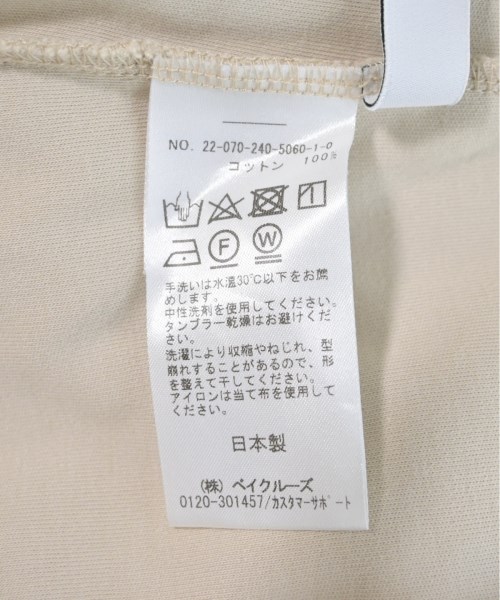 NO. 22-070-240-5060-1-0
コットン 100%
F W
手洗いは水温30℃以下をお薦
めします。
中性洗剤を使用してください。
タンブラー乾燥はお避けくだ
さい。
洗濯により収縮やねじれ、型
崩れすることがあるので、形
を整えて干してください。
アイロンは当て布を使用して
ください。
日本製
(株) ベイクルーズ
0120-301457/カスタマーサポート